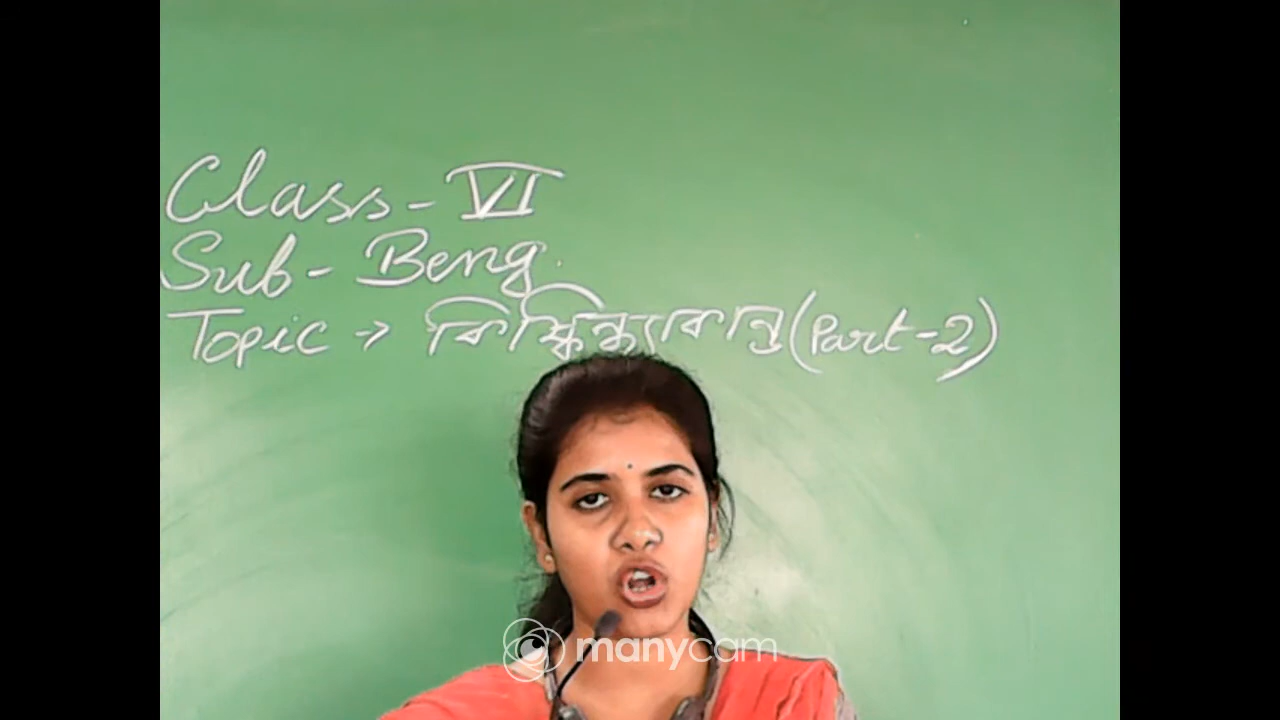 Class - VI
Sub - Beng.
Topic → কিষ্কিন্ধ্যাকান্ড (Part-2)
manycam